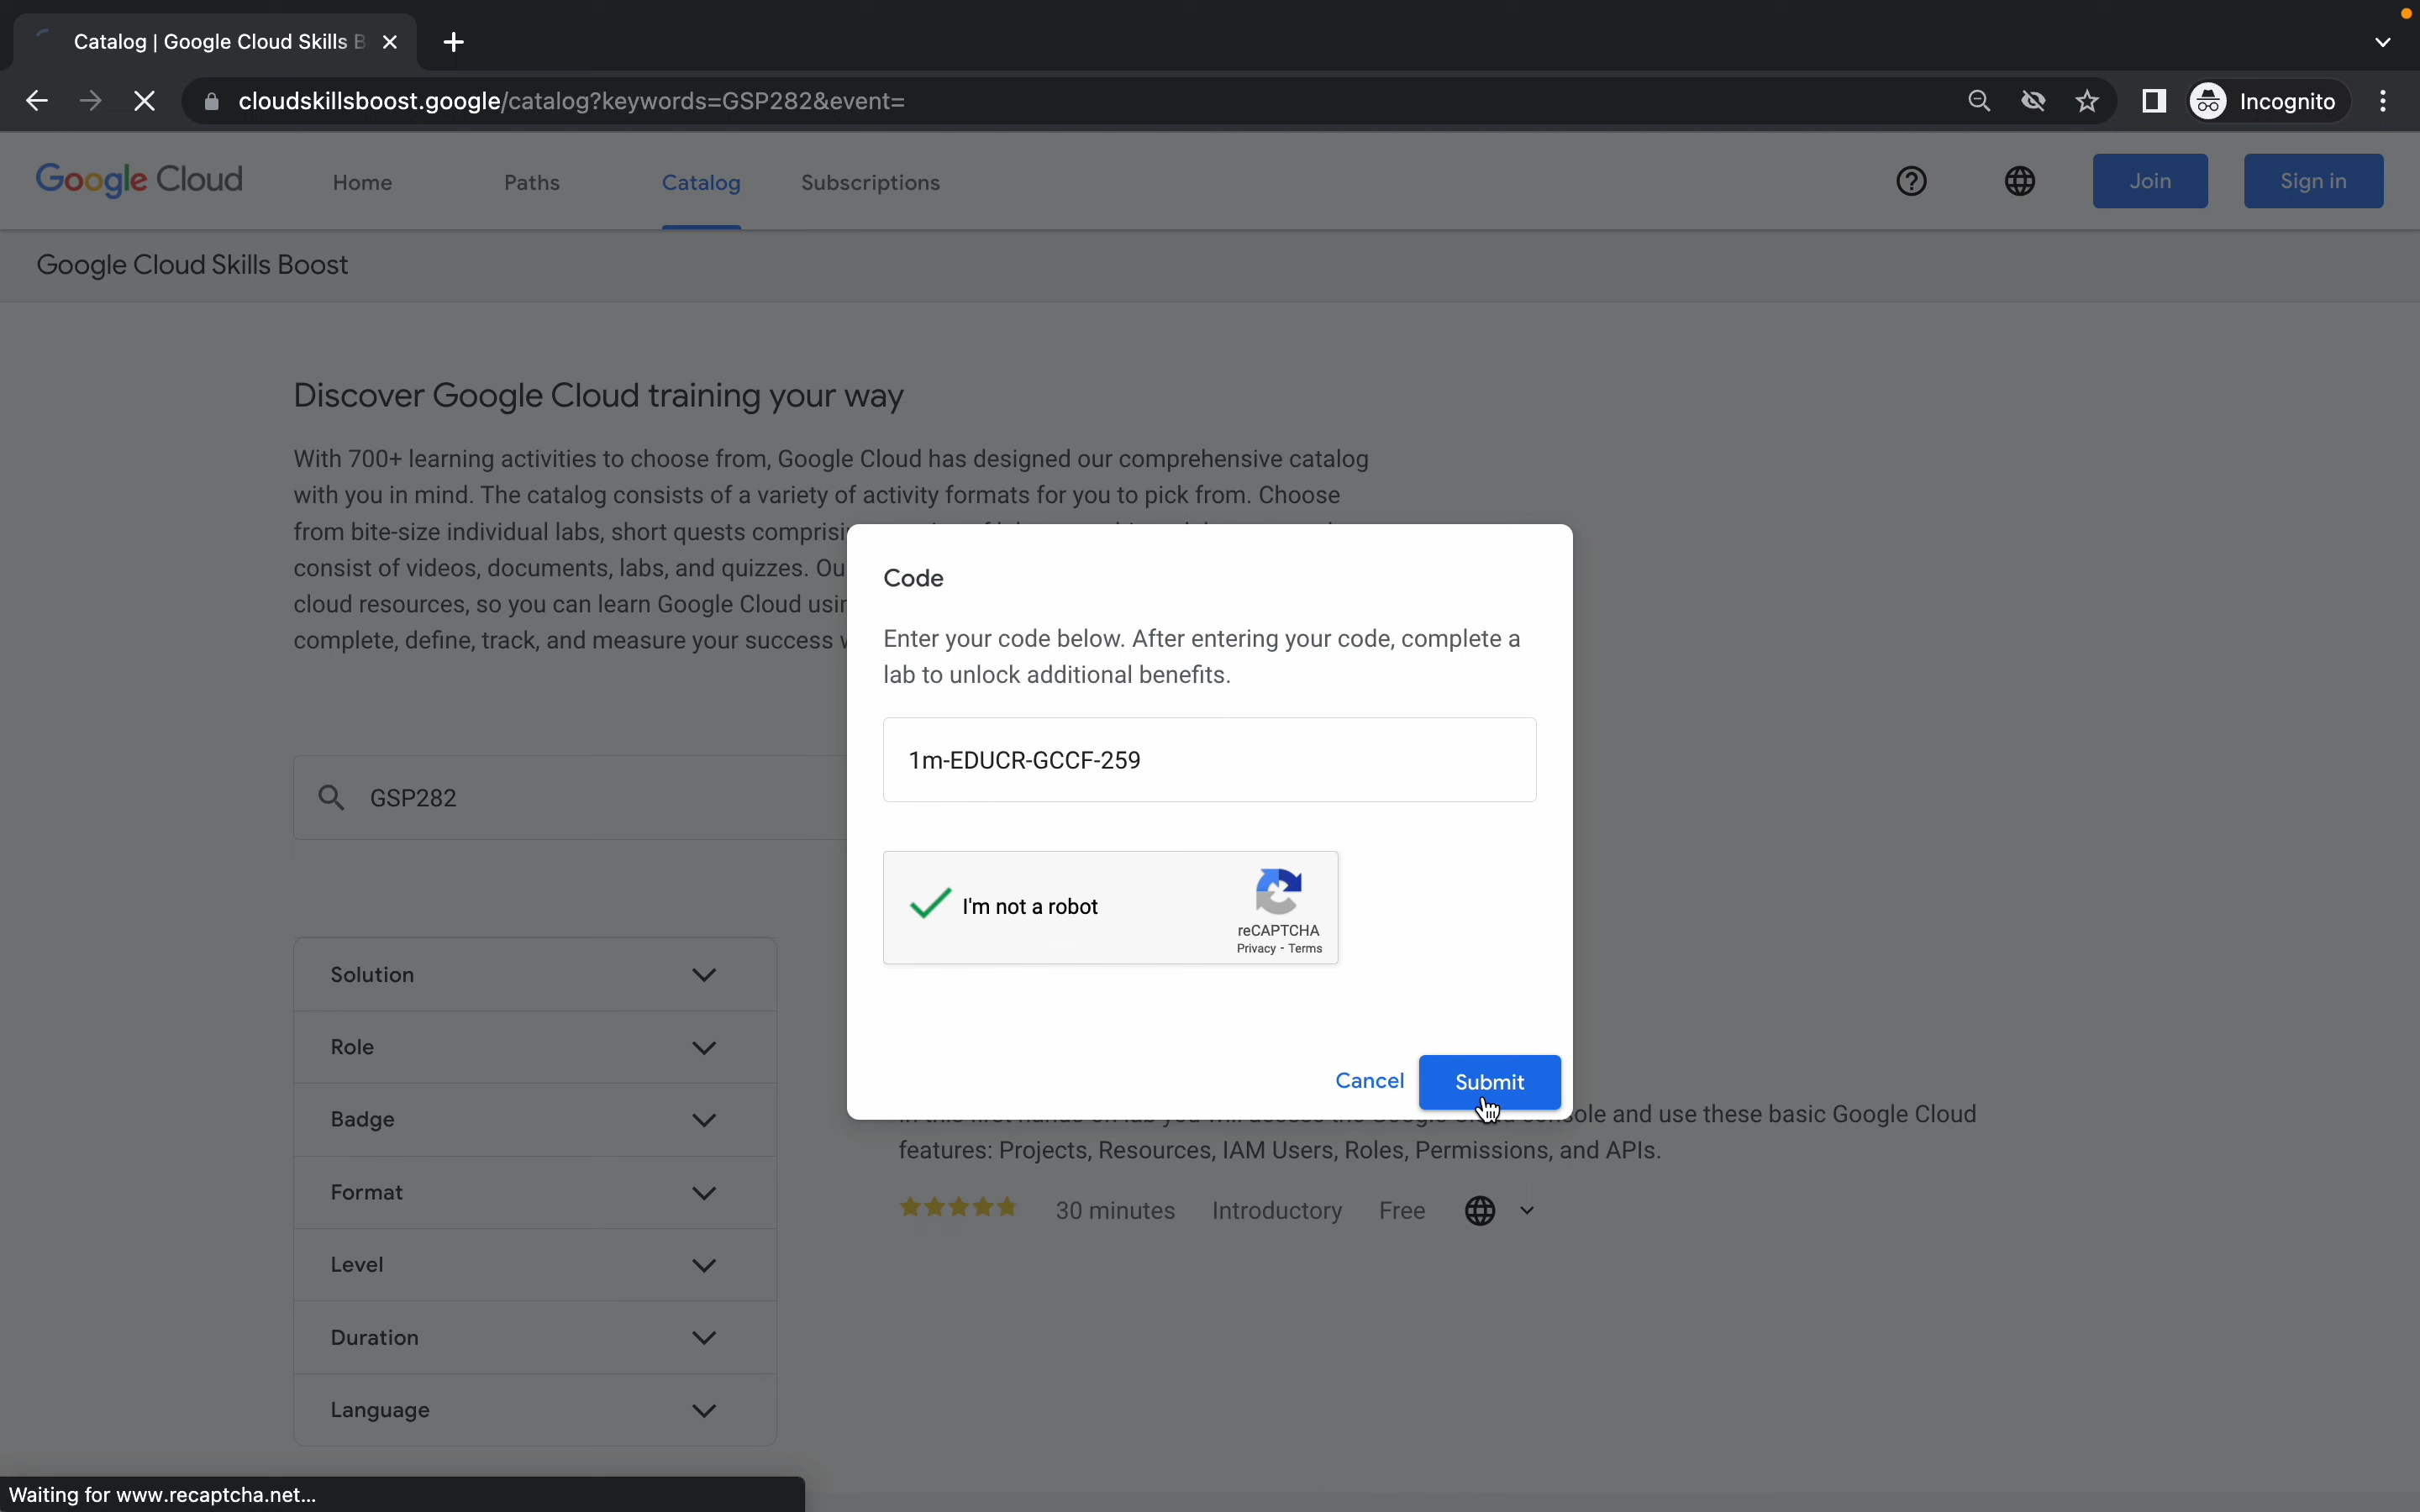 Catalog | Google Cloud Skills B
cloudskillsboost.google/catalog?keywords=GSP282&event=
Incognito
Google Cloud
Home
Paths
Catalog
Subscriptions
Join
Sign in
Google Cloud Skills Boost
Discover Google Cloud training your way
With 700+ learning activities to choose from, Google Cloud has designed our comprehensive catalog
with you in mind. The catalog consists of a variety of activity formats for you to pick from. Choose
from bite-size individual labs, short quests
consist of videos, documents, labs, and quizzes.
cloud resources, so you can learn Google Cloud
complete, define, track, and measure your success
Code
Enter your code below. After entering your code, complete a
lab to unlock additional benefits.
1m-EDUCR-GCCF-259
I'm not a robot
reCAPTCHA
Privacy - Terms
Cancel
Submit
GSP282
Solution
Role
Badge
Format
Level
Duration
Language
and use these basic Google Cloud
features: Projects, Resources, IAM Users, Roles, Permissions, and APIs.
30 minutes
Introductory
Free
Waiting for www.recaptcha.net...